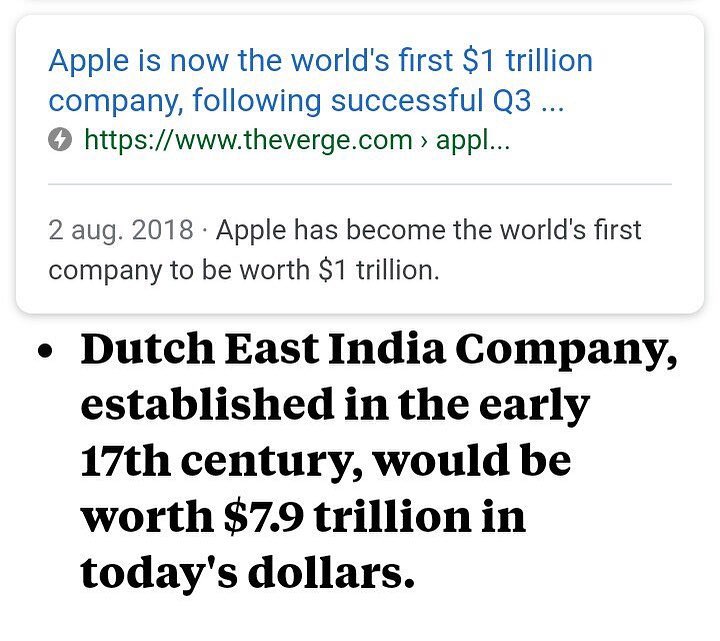 Apple is now the world's first $1 trillion
company, following successful Q3 ...
https://www.theverge.com › appl...
2 aug. 2018 · Apple has become the world's first
company to be worth $1 trillion.
• Dutch East India Company,
established in the early
17th century, would be
worth $7.9 trillion in
today's dollars.